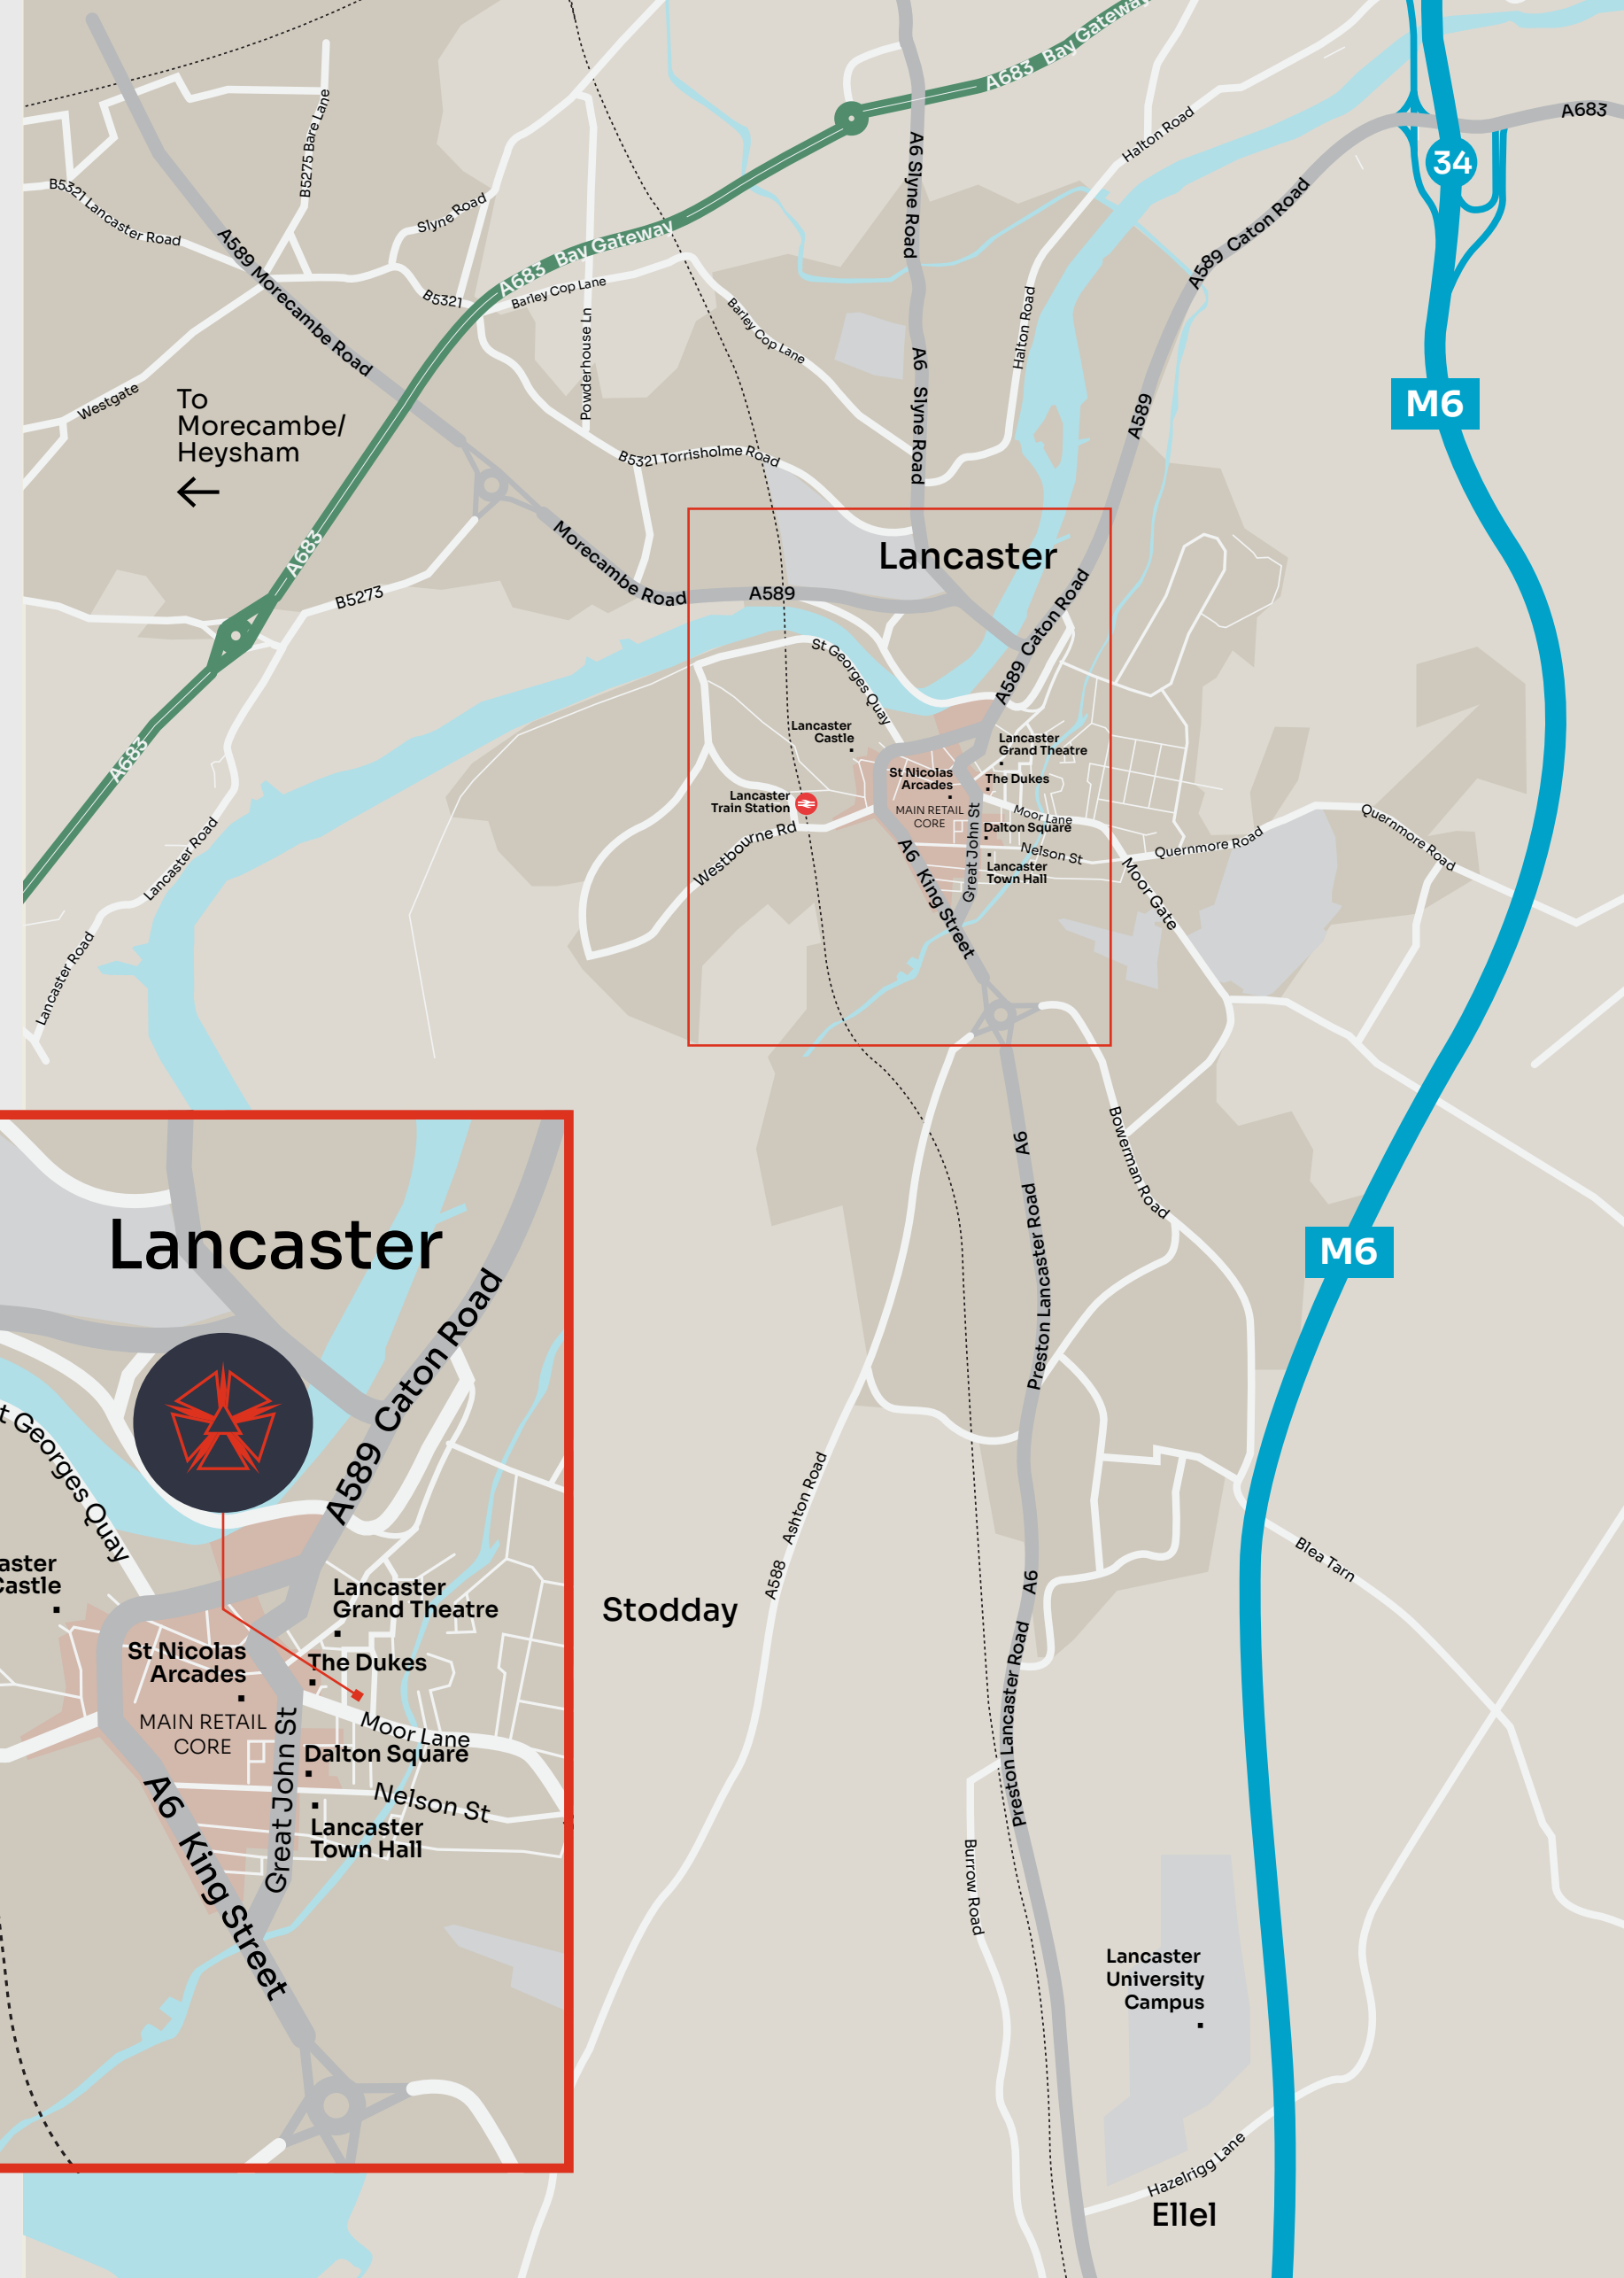 A683 Bay Gateway
A683
34
B5275 Bare Lane
Halton Road
A6 Slyne Road
B5321 Lancaster Road
Slyne Road
A589 Caton Road
A589 Morecambe Road
A683 Bay Gateway
B5321
Barley Cop Lane
Powderhouse Ln
Barley Cop Lane
Halton Road
A6 Slyne Road
Westgate
To
Morecambe/
Heysham
A589
M6
B5321 Torrisholme Road
A683
Morecambe Road
Lancaster
A589
B5273
A589 Caton Road
St Georges Quay
A683
Lancaster
Castle
Lancaster
Grand Theatre
St Nicolas
Arcades
The Dukes
Lancaster
Train Station
MAIN RETAIL
CORE
Moor Lane
Dalton Square
Great John St
Nelson St
Westbourne Rd
Lancaster
Town Hall
A6 King Street
Quernmore Road
Quernmore Road
Moor Gate
Lancaster Road
Lancaster Road
A6
Bowerman Road
Preston Lancaster Road
M6
Lancaster
A589 Caton Road
t Georges Quay
aster
Castle
Lancaster
Grand Theatre
St Nicolas
Arcades
The Dukes
MAIN RETAIL
CORE
Moor Lane
Dalton Square
Great John St
Nelson St
Lancaster
Town Hall
A6 King Street
A588 Ashton Road
Stodday
A6
Preston Lancaster Road
Blea Tarn
Burrow Road
Lancaster
University
Campus
Hazelrigg Lane
Ellel